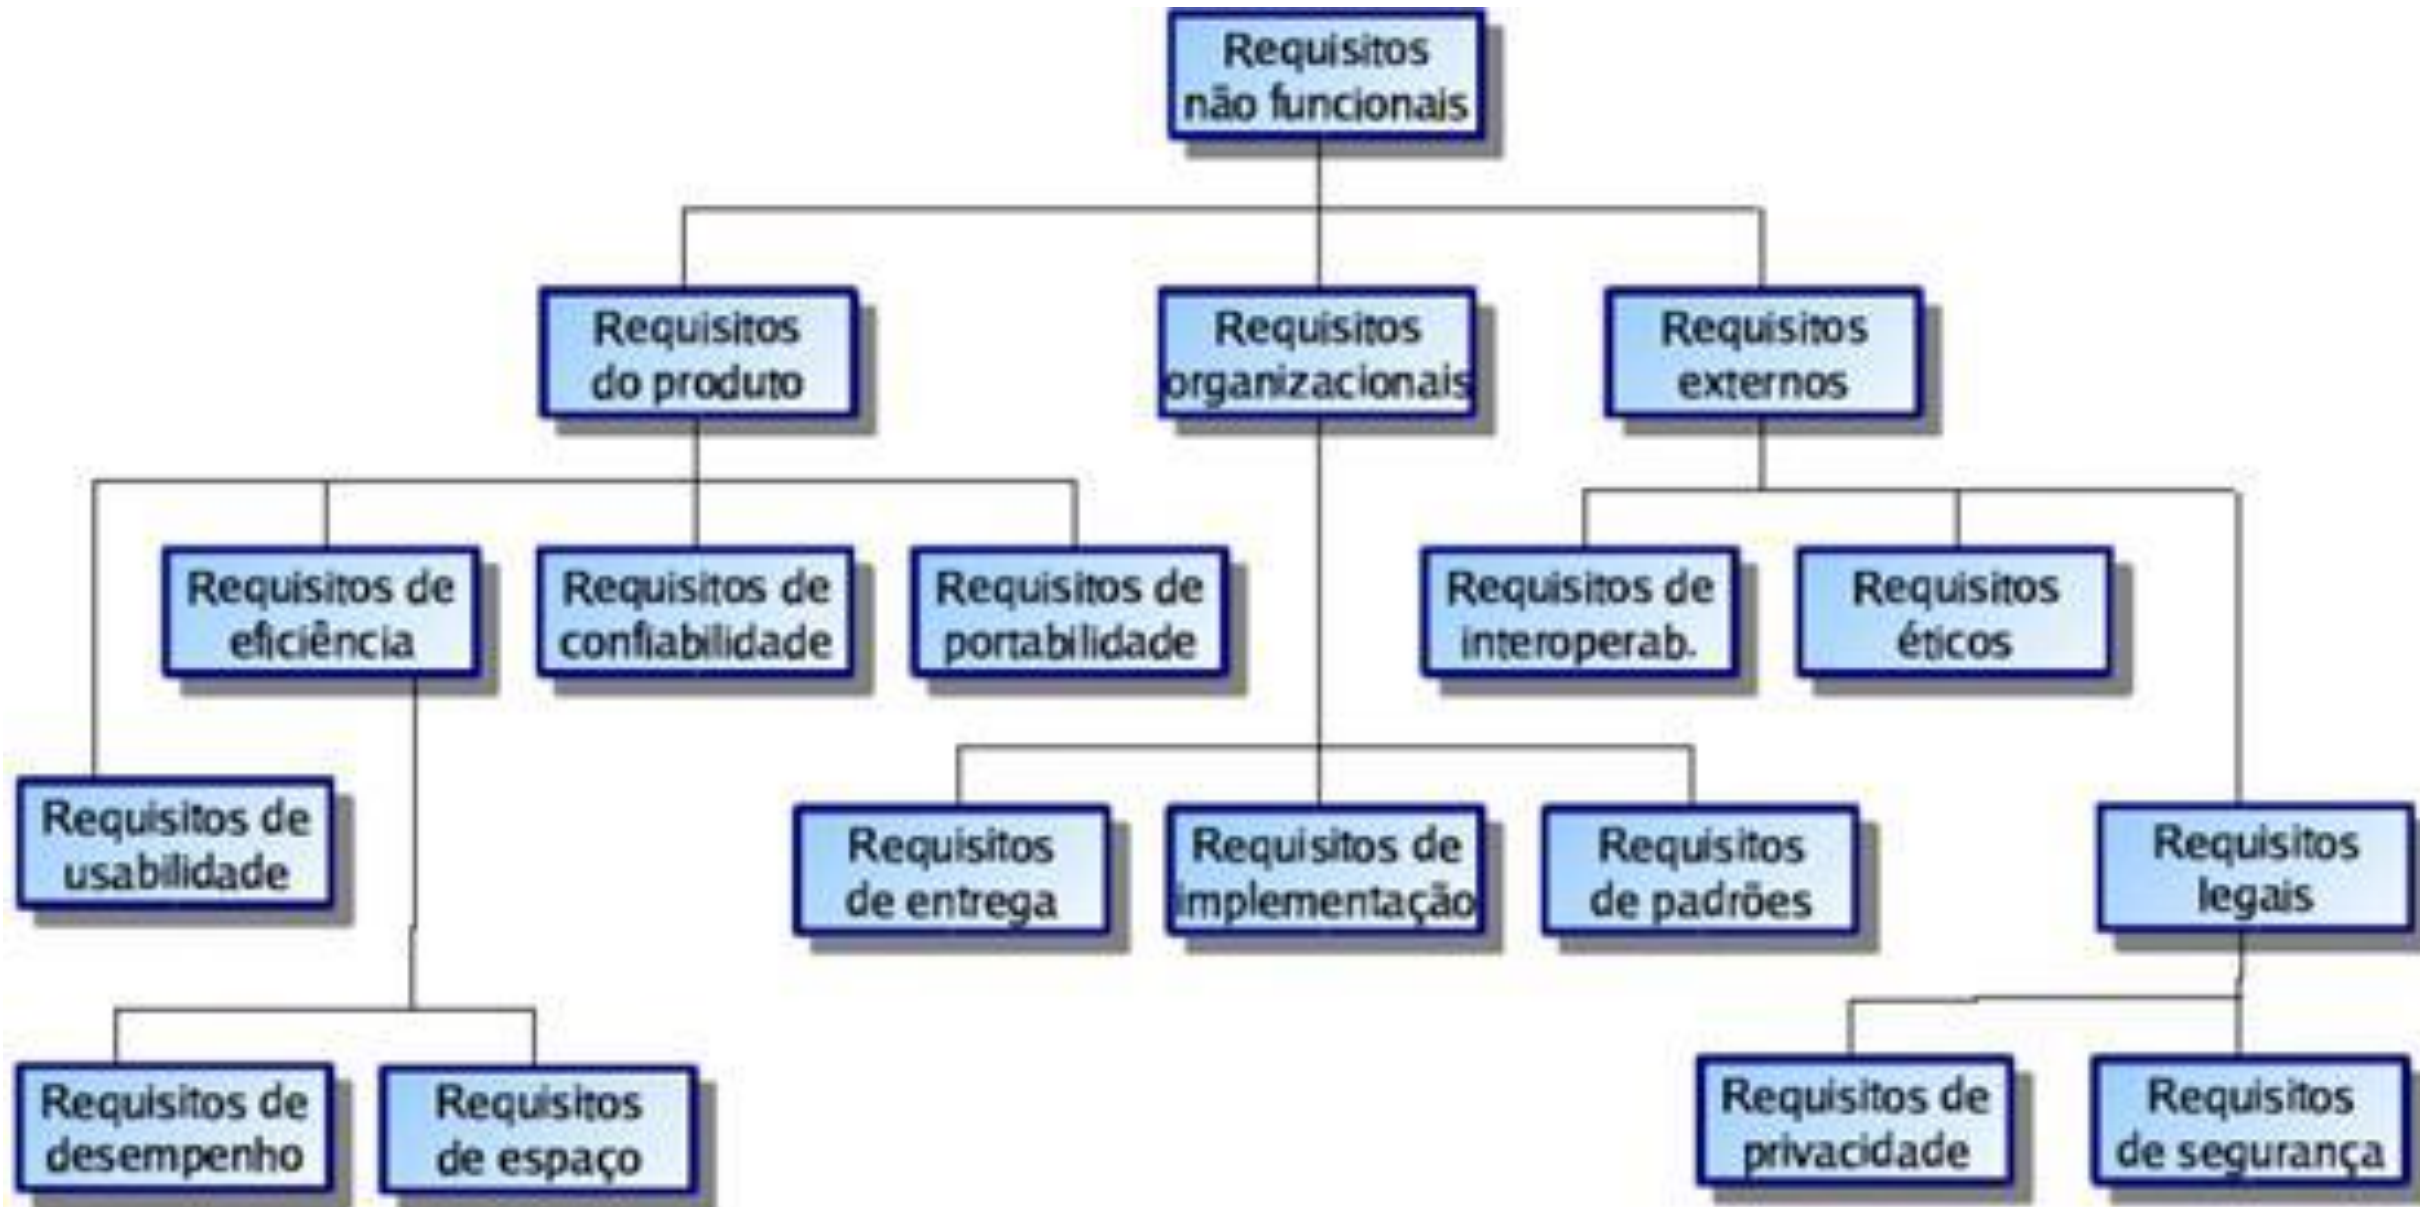 Requisitos
não funcionais
Requisitos
do produto
Requisitos
organizacionais
Requisitos
externos
Requisitos de
eficiência
Requisitos de
confiabilidade
Requisitos de
portabilidade
Requisitos de
interoperab.
Requisitos
éticos
Requisitos de
usabilidade
Requisitos
de entrega
Requisitos de
implementação
Requisitos
de padrões
Requisitos
legais
Requisitos de
desempenho
Requisitos
de espaço
Requisitos de
privacidade
Requisitos
de segurança